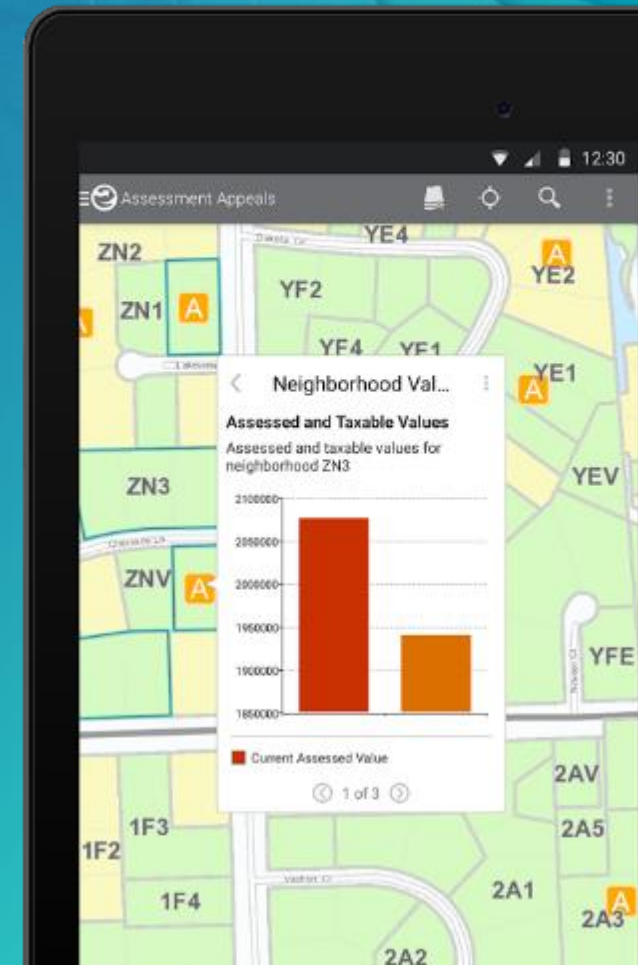 12:30
Assessment Appeals
ZN2
YE4
A
YE2
ZN1
A
YF2
YF4
YE1
A
YE1
Neighborhood Val...
Assessed and Taxable Values
Assessed and taxable values for
neighborhood ZN3
2100000
2050000
2000000
1950000
1900000
1850000
Current Assessed Value
1 of 3
ZN3
YEV
ZNV
A
YFE
2AV
1F3
2A5
1F2
1F4
2A1
A
2A3
2A2